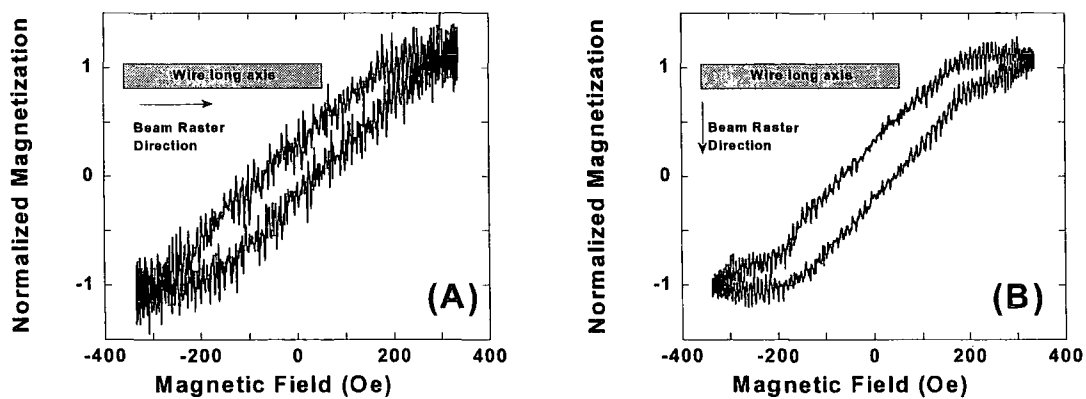 Normalized Magnetization
1
0
-1
Wire long axis
Beam Raster
Direction
(A)
-400
-200
0
200
400
Magnetic Field (Oe)
Normalized Magnetization
1
0
-1
Wire long axis
Beam Raster
Direction
(B)
-400
-200
0
200
400
Magnetic Field (Oe)